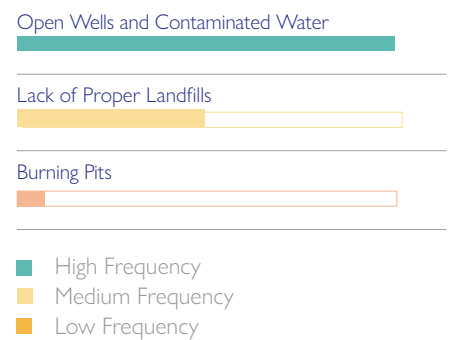 Open Wells and Contaminated Water
Lack of Proper Landfills
Burning Pits
High Frequency
Medium Frequency
Low Frequency